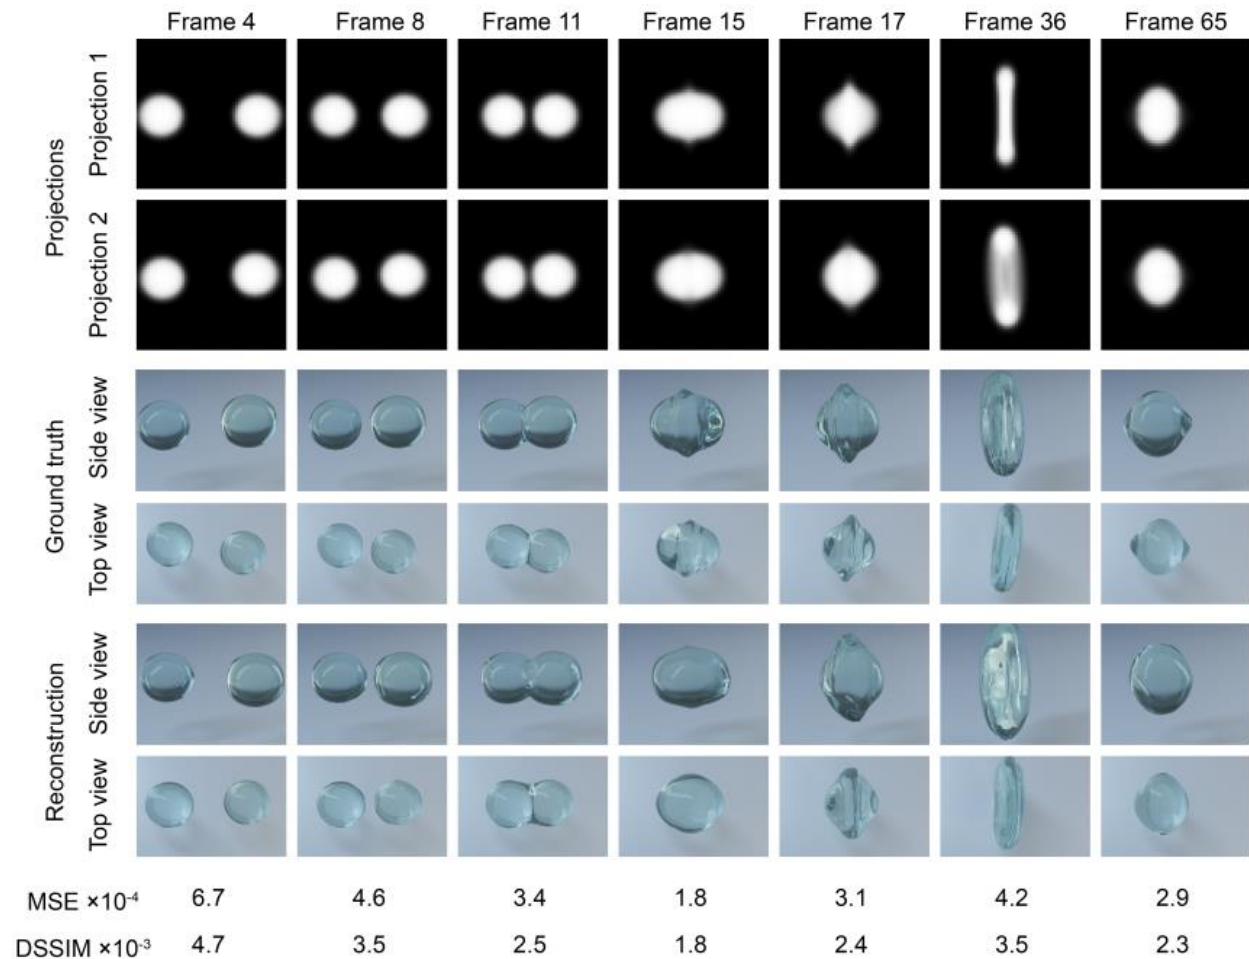 Frame 4 Frame 8 Frame 11 Frame 15 Frame 17 Frame 36 Frame 65
Projections
Projection 1
Projection 2
Ground truth
Side view
Top view
Reconstruction
Side view
Top view
MSE ×10⁻⁴ 6.7 4.6 3.4 1.8 3.1 4.2 2.9
DSSIM ×10⁻³ 4.7 3.5 2.5 1.8 2.4 3.5 2.3